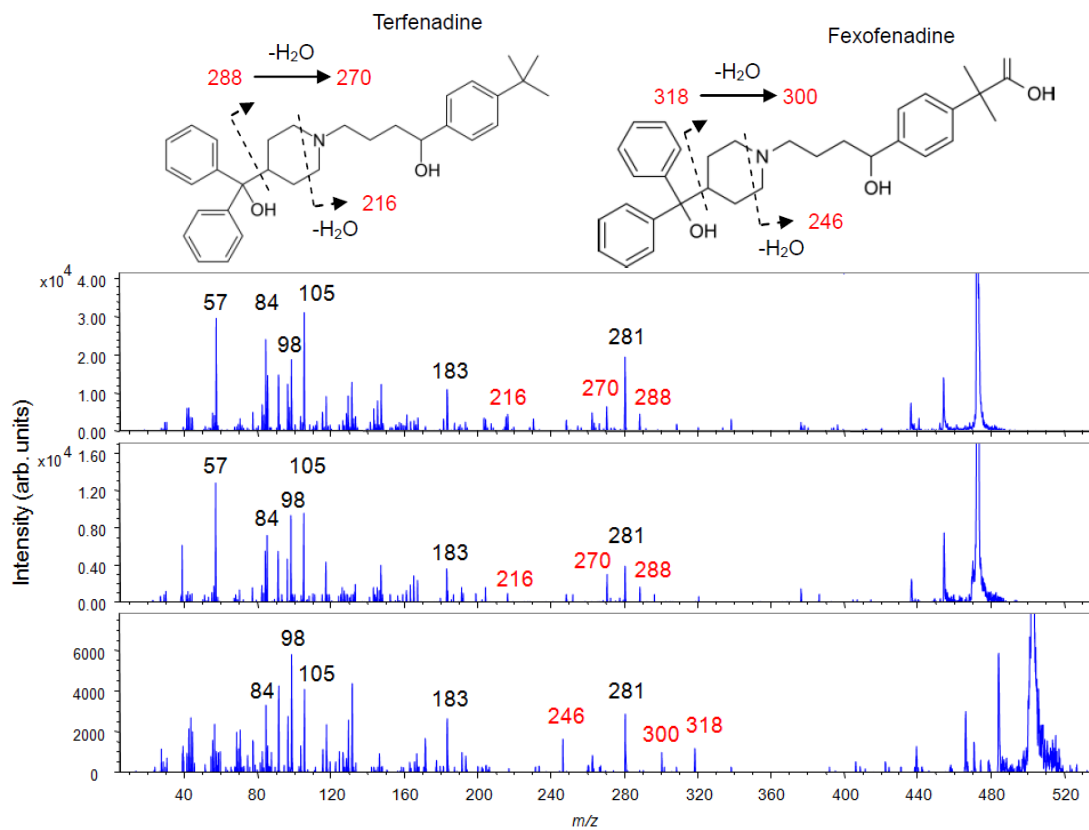 Terfenadine
Fexofenadine
-H₂O
288 270
-H₂O
318 300
N
OH
OH
216
-H₂O
OH
N
OH
OH
246
-H₂O
Intensity (arb. units)
x10⁴
4.00
3.00
2.00
1.00
0.00
57 84 98 105 183 216 270 281 288
x10⁴
1.60
1.20
0.80
0.40
0.00
57 84 98 105 183 216 270 281 288
6000
4000
2000
0
84 98 105 183 246 281 300 318
40 80 120 160 200 240 280 320 360 400 440 480 520
m/z